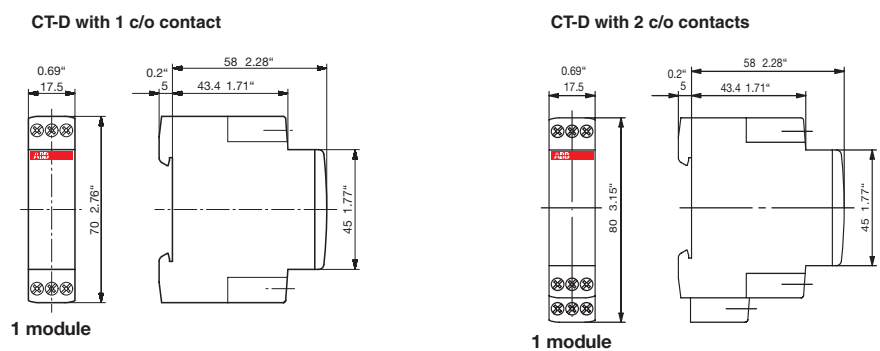 CT-D with 1 c/o contact
0.69“
17.5
0.2“
5
58 2.28“
43.4 1.71“
70 2.76“
45 1.77“
ABB
1 module
CT-D with 2 c/o contacts
0.69“
17.5
0.2“
5
58 2.28“
43.4 1.71“
80 3.15“
45 1.77“
ABB
1 module